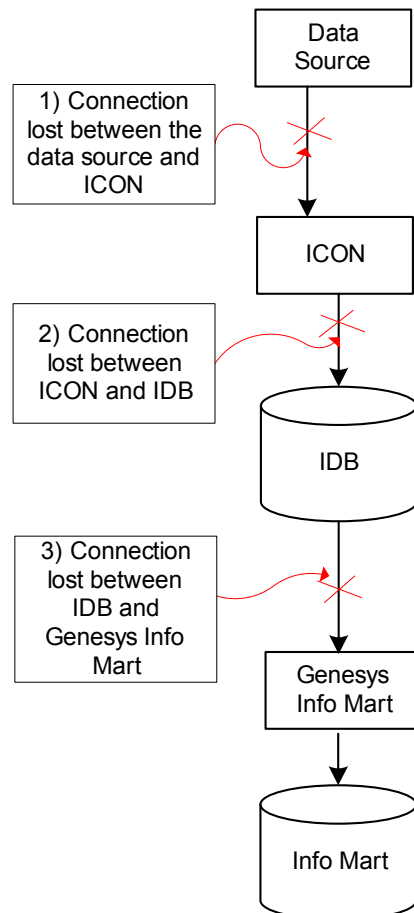 Data
Source
1) Connection
lost between the
data source and
ICON
ICON
2) Connection
lost between
ICON and IDB
IDB
3) Connection
lost between
IDB and
Genesys Info
Mart
Genesys
Info Mart
Info Mart